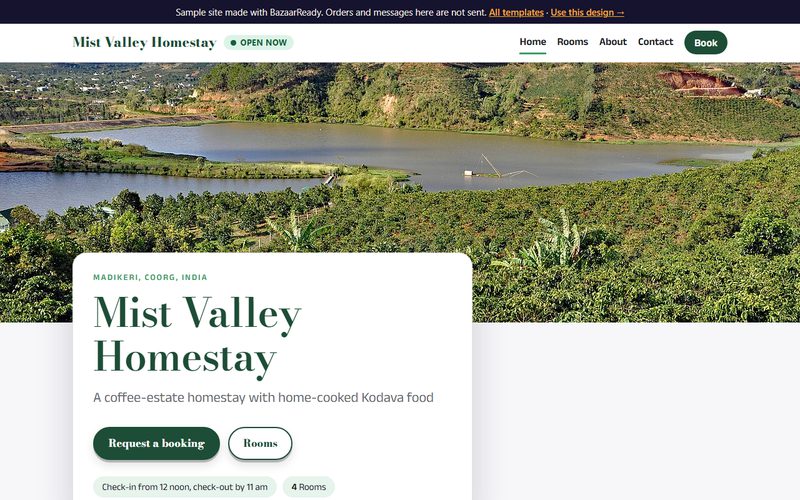 Sample site made with BazaarReady. Orders and messages here are not sent. All templates · Use this design →
Mist Valley Homestay
OPEN NOW
Home Rooms About Contact Book
MADIKERI, COORG, INDIA
Mist Valley
Homestay
A coffee-estate homestay with home-cooked Kodava food
Request a booking Rooms
Check-in from 12 noon, check-out by 11 am 4 Rooms